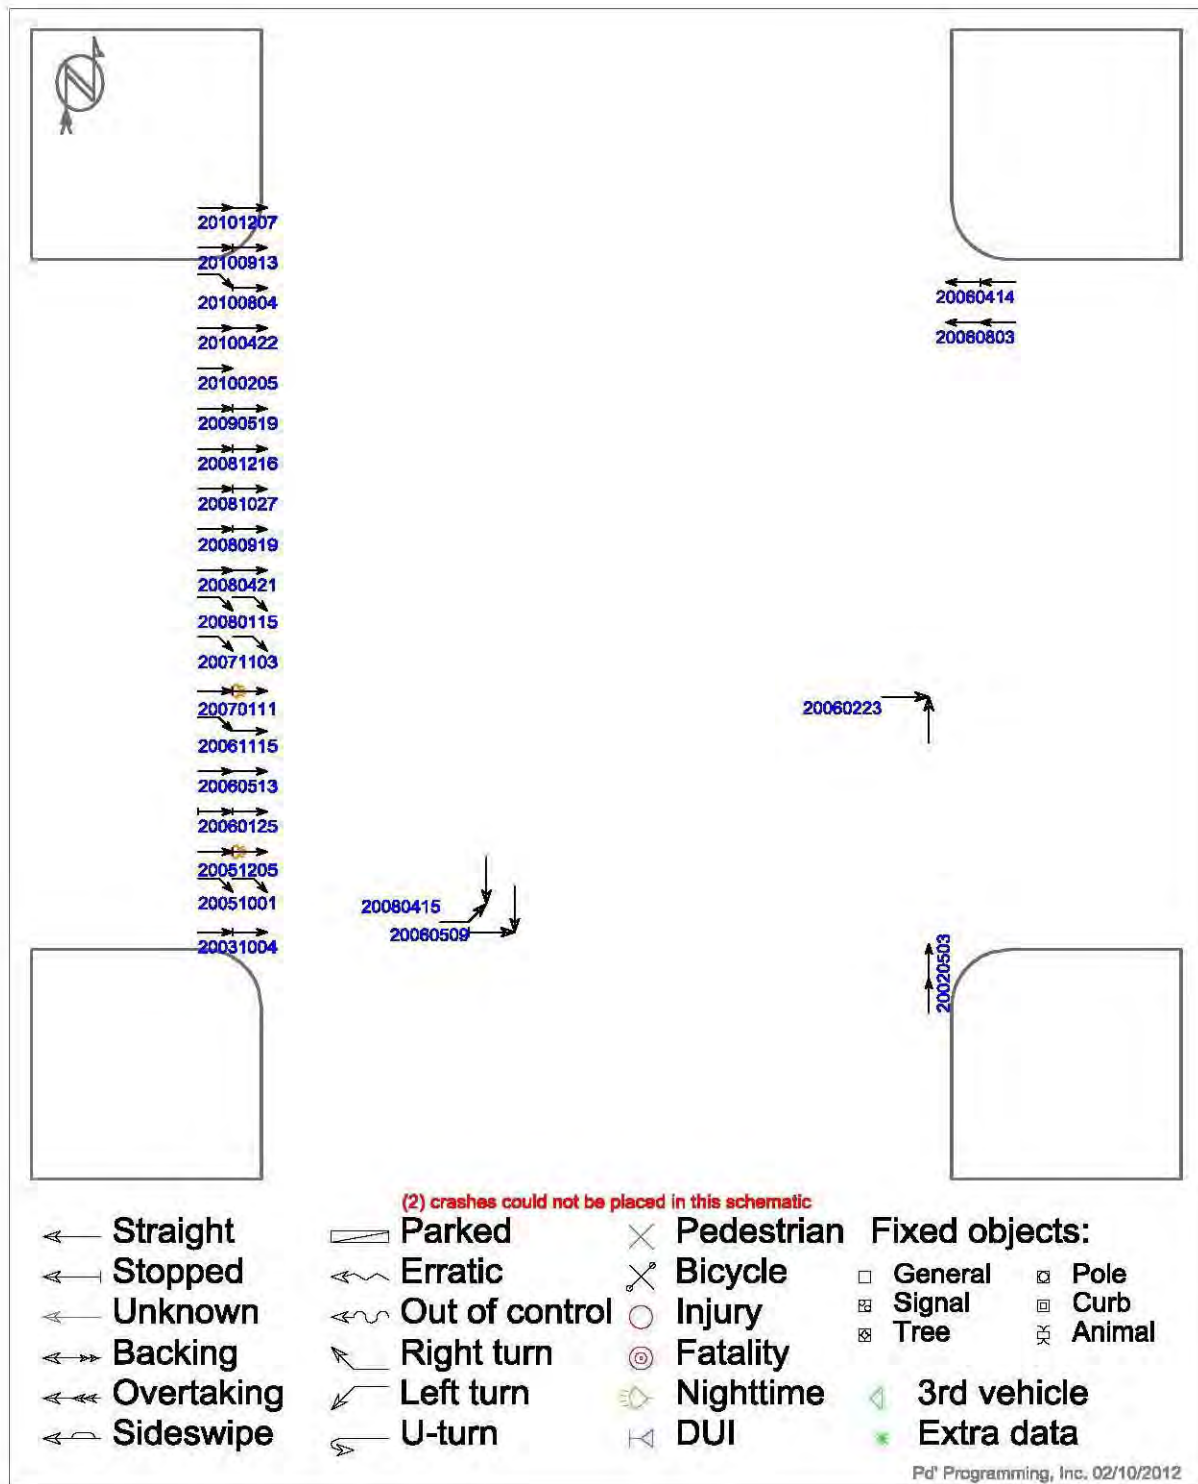 N
20101207
20100913
20100804
20060414
20100422
20080803
20100205
20090519
20081216
20081027
20080919
20080421
20080115
20071103
20070111
20060223
20061115
20060513
20060125
20051205
20051001
20080415
20060509
20031004
20020503
(2) crashes could not be placed in this schematic
Straight
Stopped
Unknown
Backing
Overtaking
Sideswipe
Parked
Erratic
Out of control
Right turn
Left turn
U-turn
Pedestrian
Bicycle
Injury
Fatality
Nighttime
DUI
Fixed objects:
General
Signal
Tree
Pole
Curb
Animal
3rd vehicle
Extra data
Pd' Programming, Inc. 02/10/2012